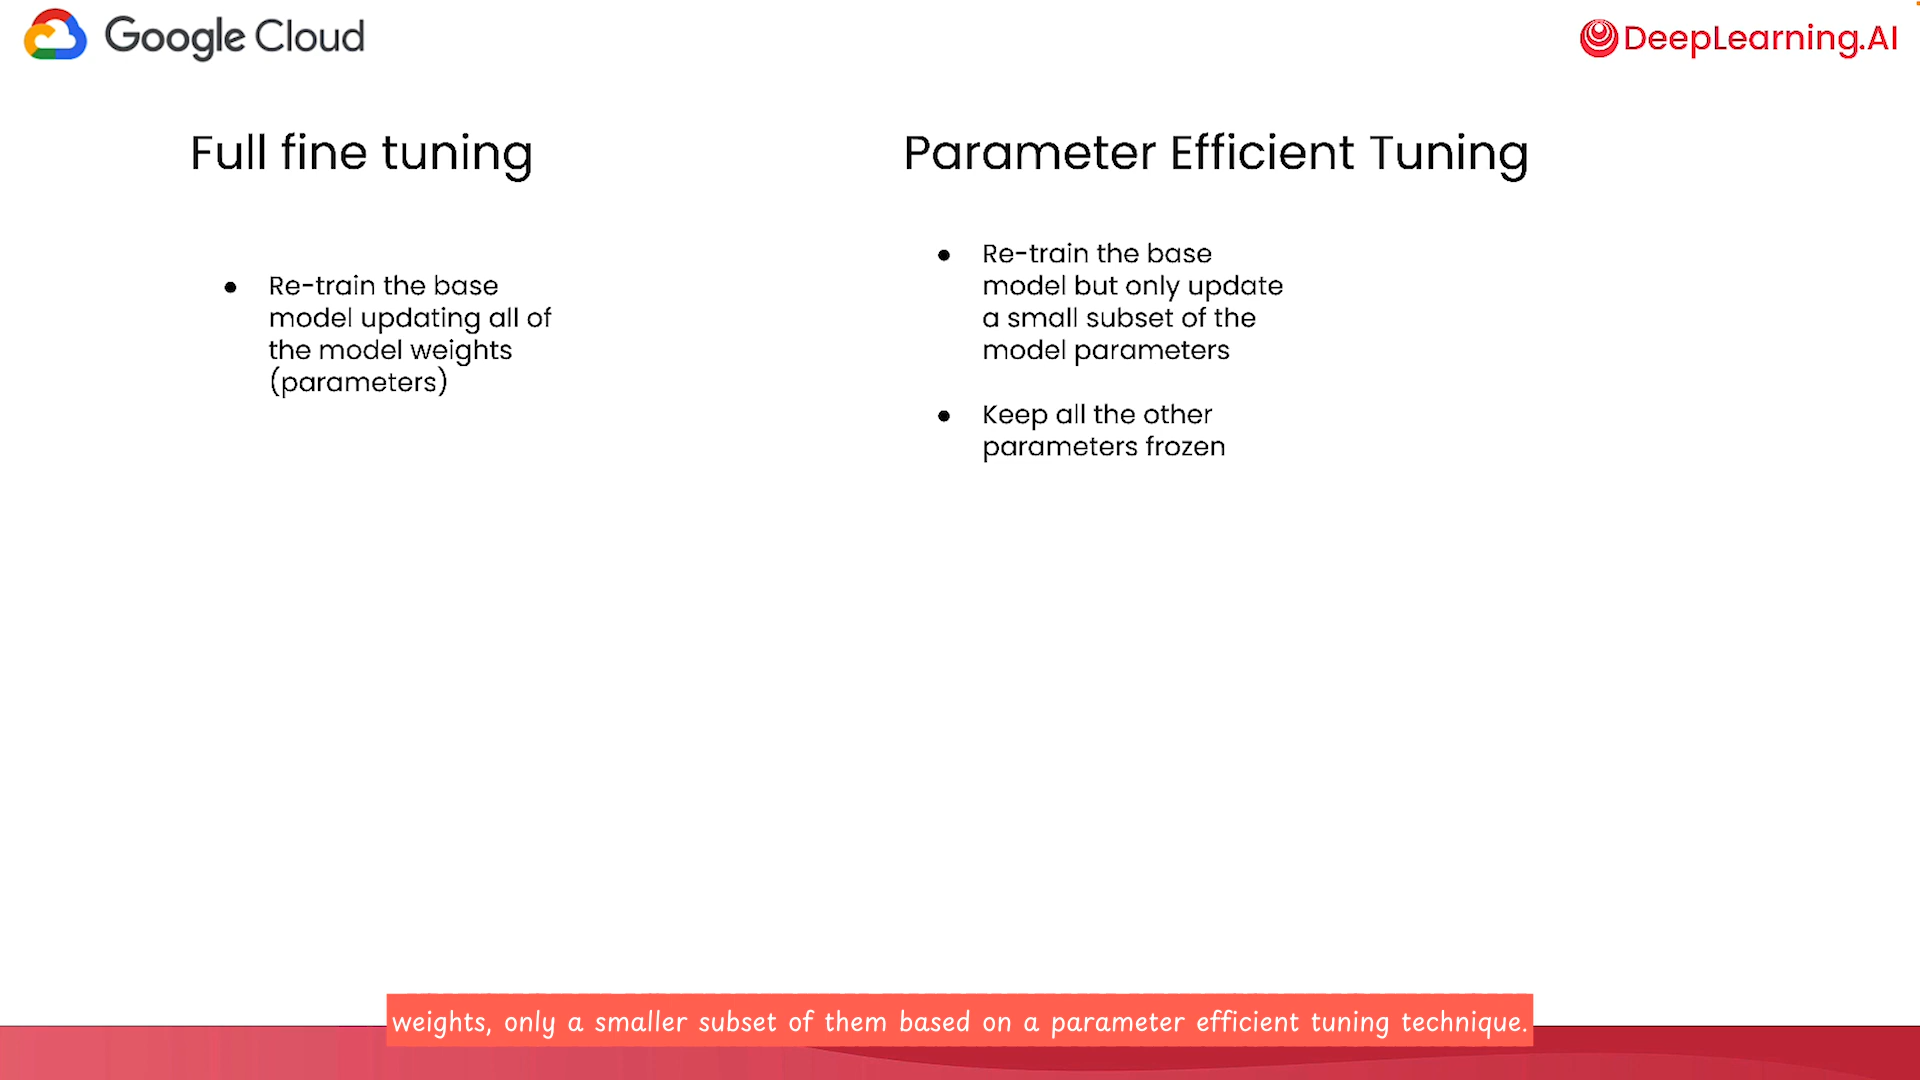 Google Cloud
DeepLearning.AI
Full fine tuning
● Re-train the base
model updating all of
the model weights
(parameters)
Parameter Efficient Tuning
● Re-train the base
model but only update
a small subset of the
model parameters
● Keep all the other
parameters frozen
weights, only a smaller subset of them based on a parameter efficient tuning technique.